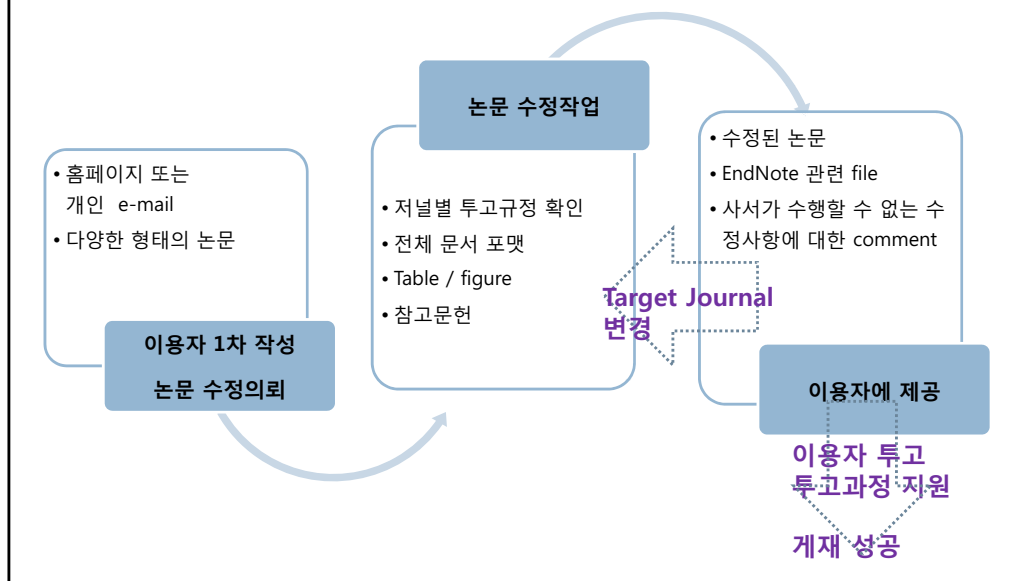 • 홈페이지 또는
개인 e-mail
• 다양한 형태의 논문
이용자 1차 작성
논문 수정의뢰
논문 수정작업
• 저널별 투고규정 확인
• 전체 문서 포맷
• Table / figure
• 참고문헌
• 수정된 논문
• EndNote 관련 file
• 사서가 수행할 수 없는 수
정사항에 대한 comment
Target Journal
변경
이용자에 제공
이용자 투고
투고과정 지원
게재 성공